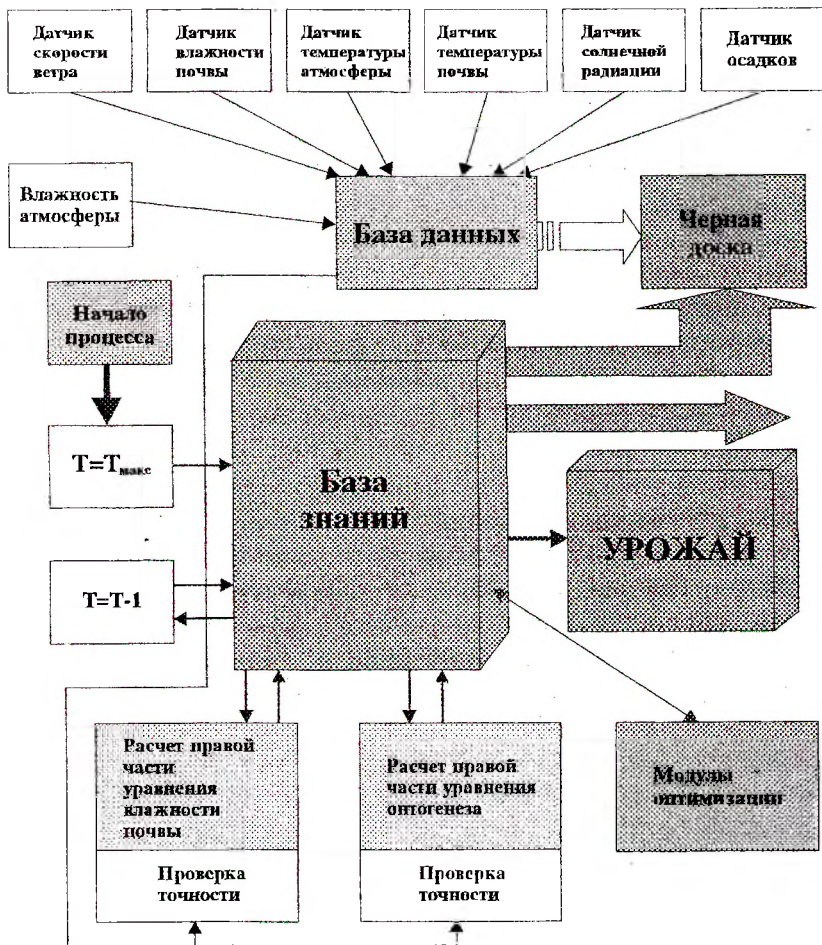 Датчик
скорости
ветра
Датчик
влажности
почвы
Датчик
температуры
атмосферы
Датчик
температуры
почвы
Датчик
солнечной
радиации
Датчик
осадков
Влажность
атмосферы
База данных
Черная
доска
Начало
процесса
T=Tмакс
База
знаний
УРОЖАЙ
T=T-1
Расчет правой
части
уравнения
влажности
почвы
Проверка
точности
Расчет правой
части уравнения
онтогенеза
Проверка
точности
Модулы
оптимизации